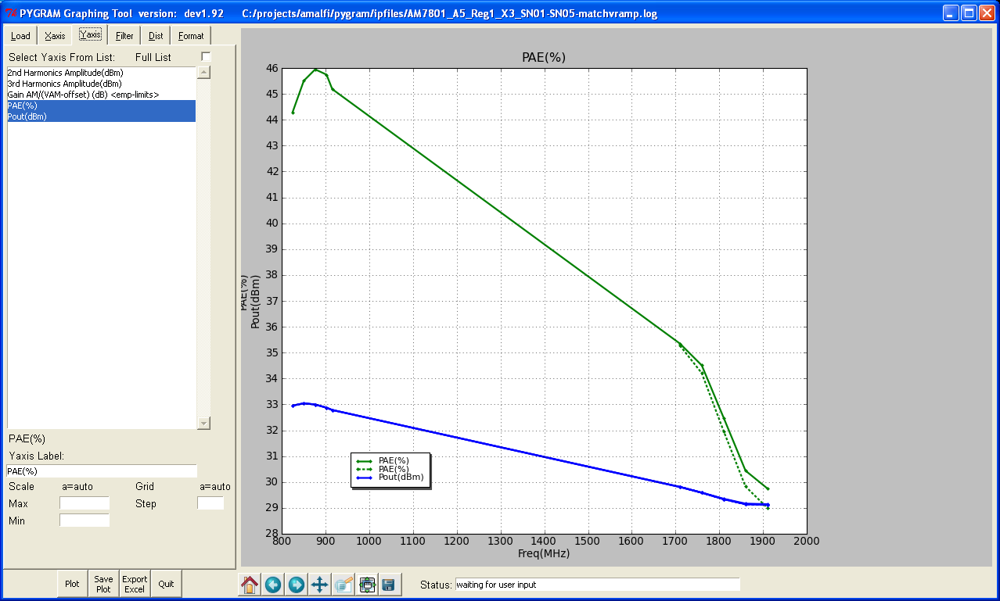 PYGRAM Graphing Tool version: dev1.92 C:/projects/amalfi/pygram/ipfiles/AM7801_A5_Reg1_X3_SN01-SN05-matchvramp.log
Load Xaxis Yaxis Filter Dist Format
Select Yaxis From List: Full List
2nd Harmonics Amplitude(dBm)
3rd Harmonics Amplitude(dBm)
Gain AM/(VAM-offset) (dB) <emp-limits>
PAE(%)
Pout(dBm)
PAE(%)
Yaxis Label:
PAE(%)
Scale a=auto Grid a=auto
Max Step
Min
Plot
Save
Plot
Export
Excel
Quit
PAE(%)
46
45
44
43
42
41
40
39
38
37
36
35
34
33
32
31
30
29
28
PAE(%)
Pout(dBm)
PAE(%)
PAE(%)
Pout(dBm)
800 900 1000 1100 1200 1300 1400 1500 1600 1700 1800 1900 2000
Freq(MHz)
Status: waiting for user input